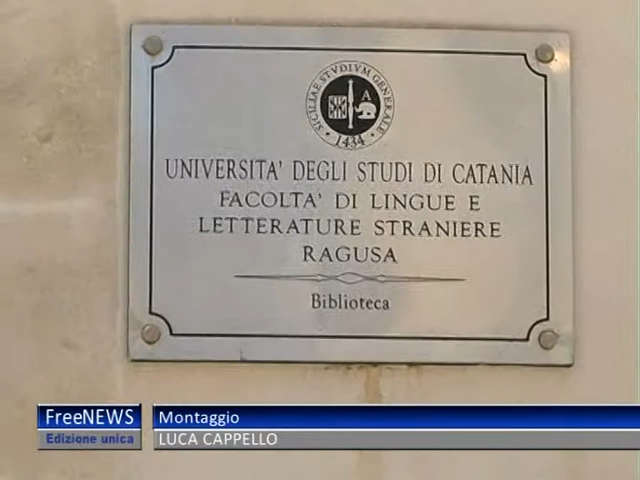 SICILIAE STVDIVM GENERALE
1434
A
UNIVERSITA' DEGLI STUDI DI CATANIA
FACOLTA' DI LINGUE E
LETTERATURE STRANIERE
RAGUSA
Biblioteca
FreeNEWS
Montaggio
Edizione unica
LUCA CAPPELLO